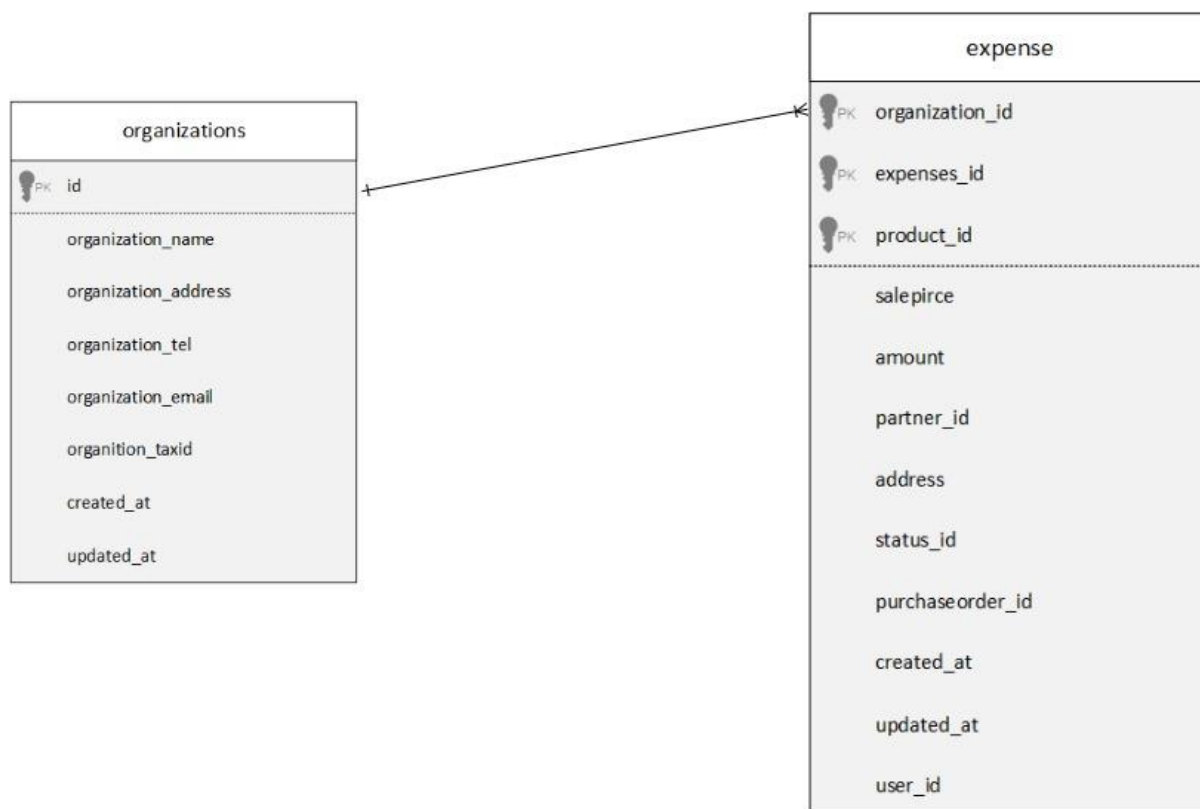 organizations
PK id
organization_name
organization_address
organization_tel
organization_email
organition_taxid
created_at
updated_at
expense
PK organization_id
PK expenses_id
PK product_id
salepirce
amount
partner_id
address
status_id
purchaseorder_id
created_at
updated_at
user_id